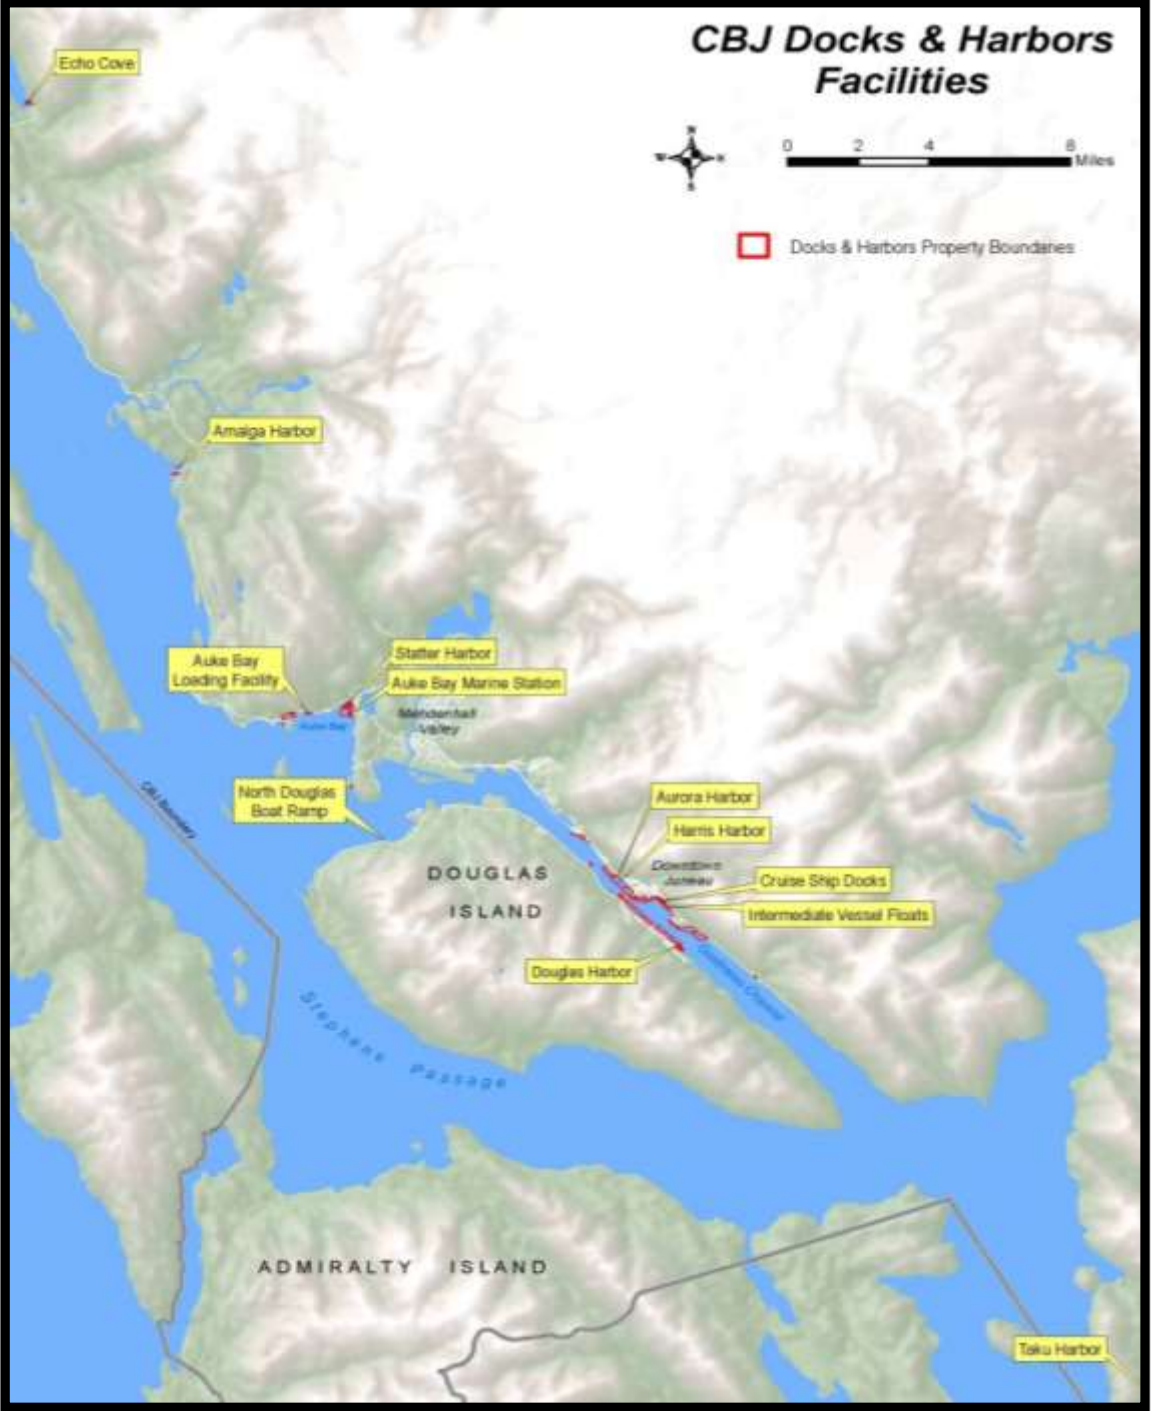 CBJ Docks & Harbors
Facilities
Echo Cove
N
W
S
0 2 4 8
Miles
Docks & Harbors Property Boundaries
Amalga Harbor
Statter Harbor
Auke Bay
Loading Facility
Auke Bay Marine Station
Mendenhall
Valley
Auke Bay
North Douglas
Boat Ramp
CBJ Boundary
Aurora Harbor
Harris Harbor
Downtown
Juneau
DOUGLAS
ISLAND
Cruise Ship Docks
Intermediate Vessel Floats
Douglas Harbor
Gastineau Channel
Stephens Passage
ADMIRALTY ISLAND
Taku Harbor